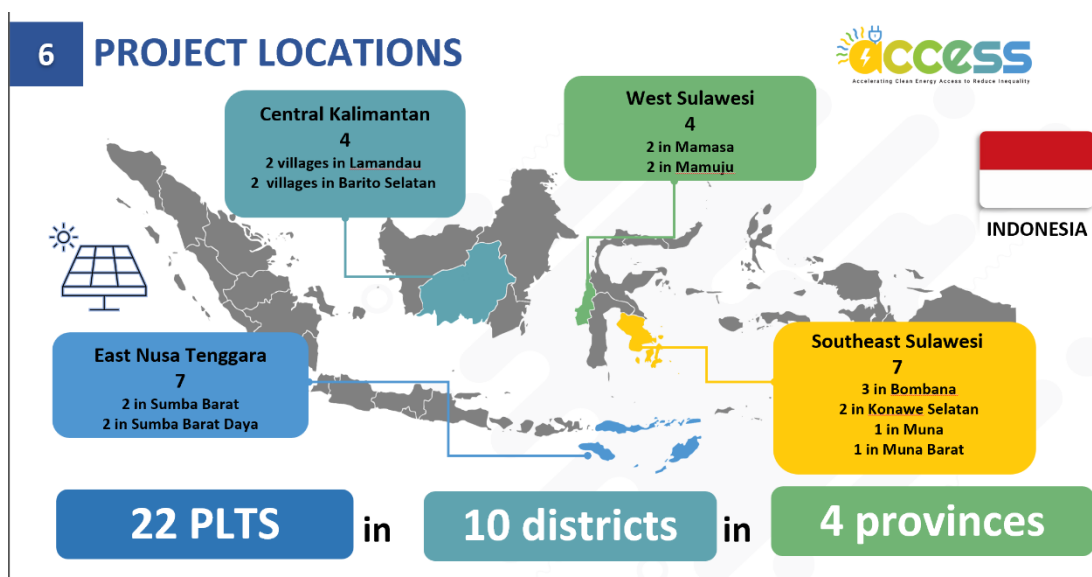 6 PROJECT LOCATIONS
access
Accelerating Clean Energy Access to Reduce Inequality
Central Kalimantan
4
2 villages in Lamandau
2 villages in Barito Selatan
West Sulawesi
4
2 in Mamasa
2 in Mamuju
INDONESIA
East Nusa Tenggara
7
2 in Sumba Barat
2 in Sumba Barat Daya
Southeast Sulawesi
7
3 in Bombana
2 in Konawe Selatan
1 in Muna
1 in Muna Barat
22 PLTS in 10 districts in 4 provinces